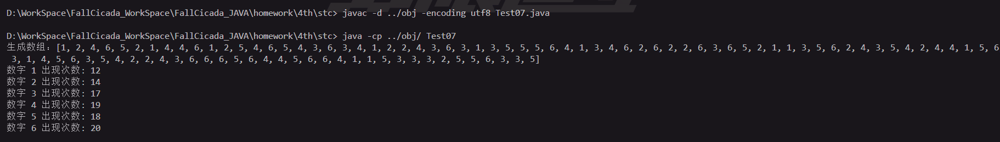 D:\WorkSpace\FallCicada_WorkSpace\FallCicada_JAVA\homework\4th\stc> javac -d ../obj -encoding utf8 Test07.java
D:\WorkSpace\FallCicada_WorkSpace\FallCicada_JAVA\homework\4th\stc> java -cp ../obj/ Test07
生成数组：[1, 2, 4, 6, 5, 2, 1, 4, 4, 6, 1, 2, 5, 4, 6, 5, 4, 3, 6, 3, 4, 1, 2, 2, 4, 3, 6, 3, 1, 3, 5, 5, 5, 6, 4, 1, 3, 4, 6, 2, 6, 2, 2, 6, 3, 6, 5, 2, 1, 1, 3, 5, 6, 2, 4, 3, 5, 4, 2, 4, 4, 1, 5, 6
3, 1, 4, 5, 6, 3, 5, 4, 2, 2, 4, 3, 6, 6, 6, 5, 6, 4, 4, 5, 6, 6, 4, 1, 1, 5, 3, 3, 3, 2, 5, 5, 6, 3, 3, 5]
数字 1 出现次数: 12
数字 2 出现次数: 14
数字 3 出现次数: 17
数字 4 出现次数: 19
数字 5 出现次数: 18
数字 6 出现次数: 20